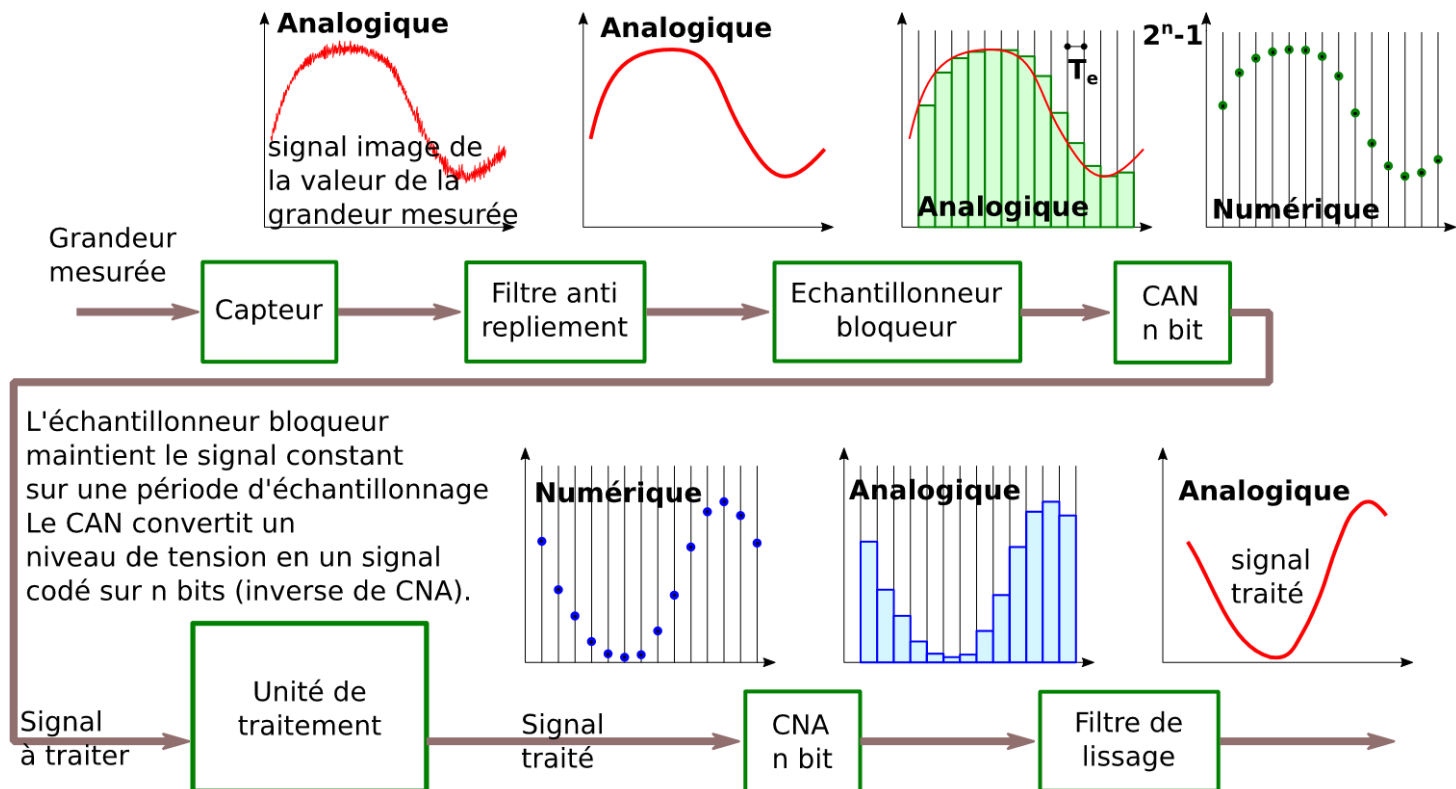 Analogique
signal image de
la valeur de la
grandeur mesurée
Analogique
Tₑ
Analogique
2ⁿ-1
Numérique
Grandeur
mesurée
Capteur
Filtre anti
repliement
Echantillonneur
bloqueur
CAN
n bit
L'échantillonneur bloqueur
maintient le signal constant
sur une période d'échantillonnage
Le CAN convertit un
niveau de tension en un signal
codé sur n bits (inverse de CNA).
Numérique
Analogique
Analogique
signal
traité
Signal
à traiter
Unité de
traitement
Signal
traité
CNA
n bit
Filtre de
lissage